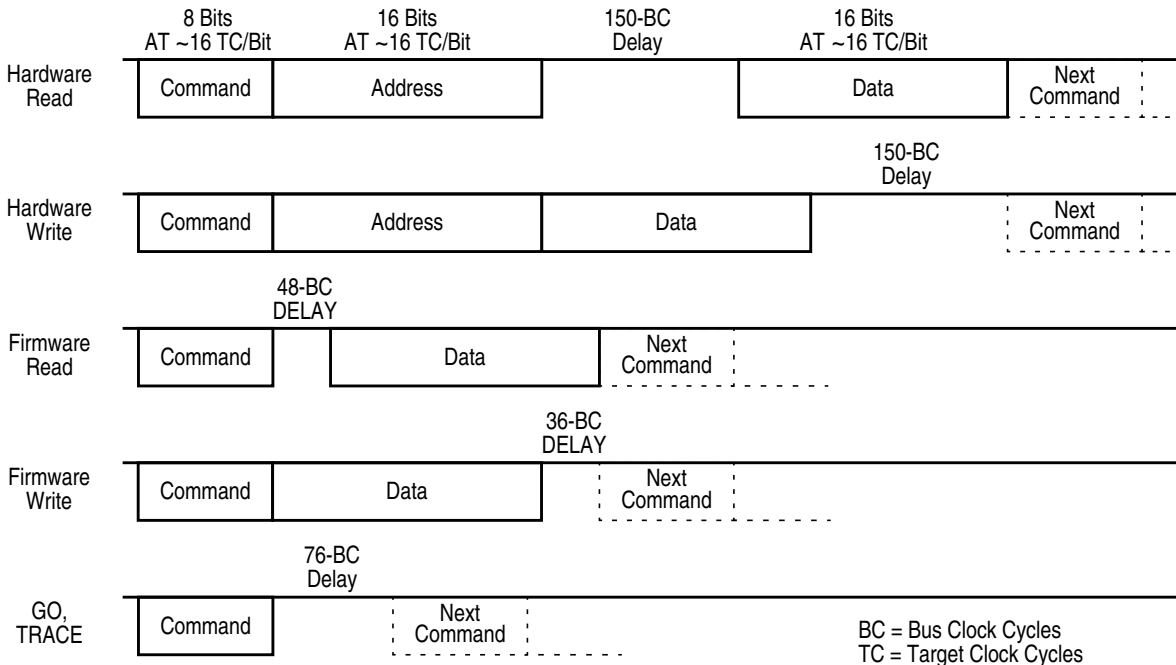 8 Bits
AT ~16 TC/Bit
16 Bits
AT ~16 TC/Bit
150-BC
Delay
16 Bits
AT ~16 TC/Bit
Hardware
Read
Command
Address
Data
Next
Command
150-BC
Delay
Hardware
Write
Command
Address
Data
Next
Command
48-BC
DELAY
Firmware
Read
Command
Data
Next
Command
36-BC
DELAY
Firmware
Write
Command
Data
Next
Command
76-BC
Delay
GO,
TRACE
Command
Next
Command
BC = Bus Clock Cycles
TC = Target Clock Cycles